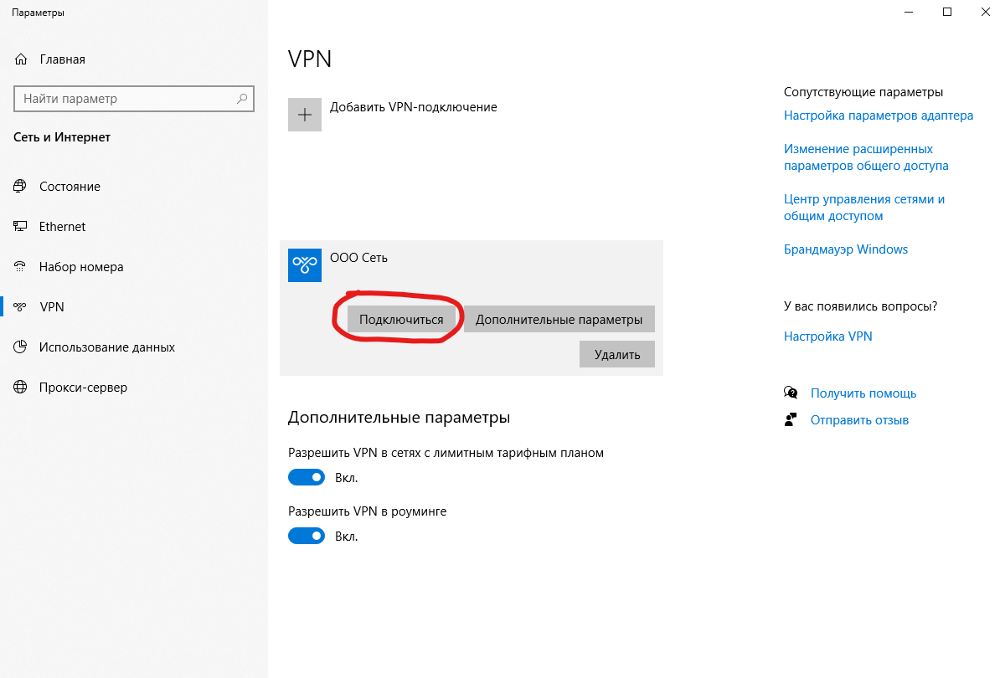 Параметры
Главная
Найти параметр
Сеть и Интернет
Состояние
Ethernet
Набор номера
VPN
Использование данных
Прокси-сервер
VPN
Добавить VPN-подключение
ООО Сеть
Подключиться
Дополнительные параметры
Удалить
Дополнительные параметры
Разрешить VPN в сетях с лимитным тарифным планом
Вкл.
Разрешить VPN в роуминге
Вкл.
Сопутствующие параметры
Настройка параметров адаптера
Изменение расширенных
параметров общего доступа
Центр управления сетями и
общим доступом
Брандмауэр Windows
У вас появились вопросы?
Настройка VPN
Получить помощь
Отправить отзыв